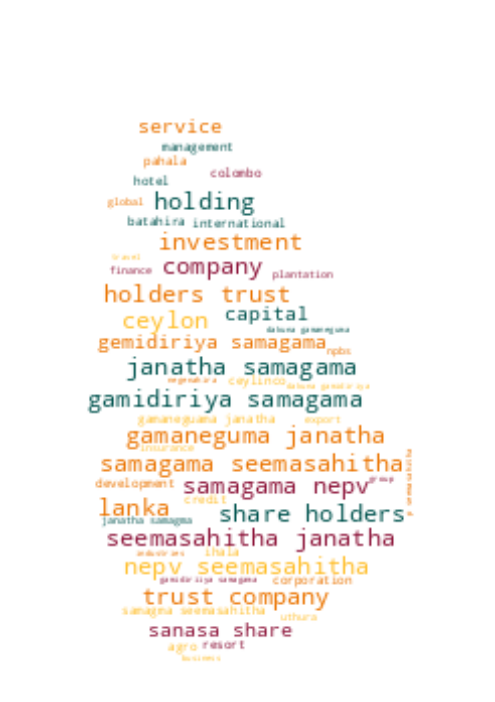 service
management
pahala
colombo
hotel
global holding
batahira international
investment
travel
finance company plantation
holders trust
ceylon capital
dakuna gamaneguma
gemidiriya samagama npbs
janatha samagama
negenahira ceylinco dakuna gamidiriya
gamidiriya samagama
gamaneguama janatha export
gamaneguma janatha
insurance
samagama seemasahitha
development samagama nepv group
credit
lanka share holders
janatha samagma
seemasahitha janatha
industries ihala
nepv seemasahitha
gamidiriya samagama corporation
trust company
samagma seemasahitha
uthura
sanasa share
agro resort
business